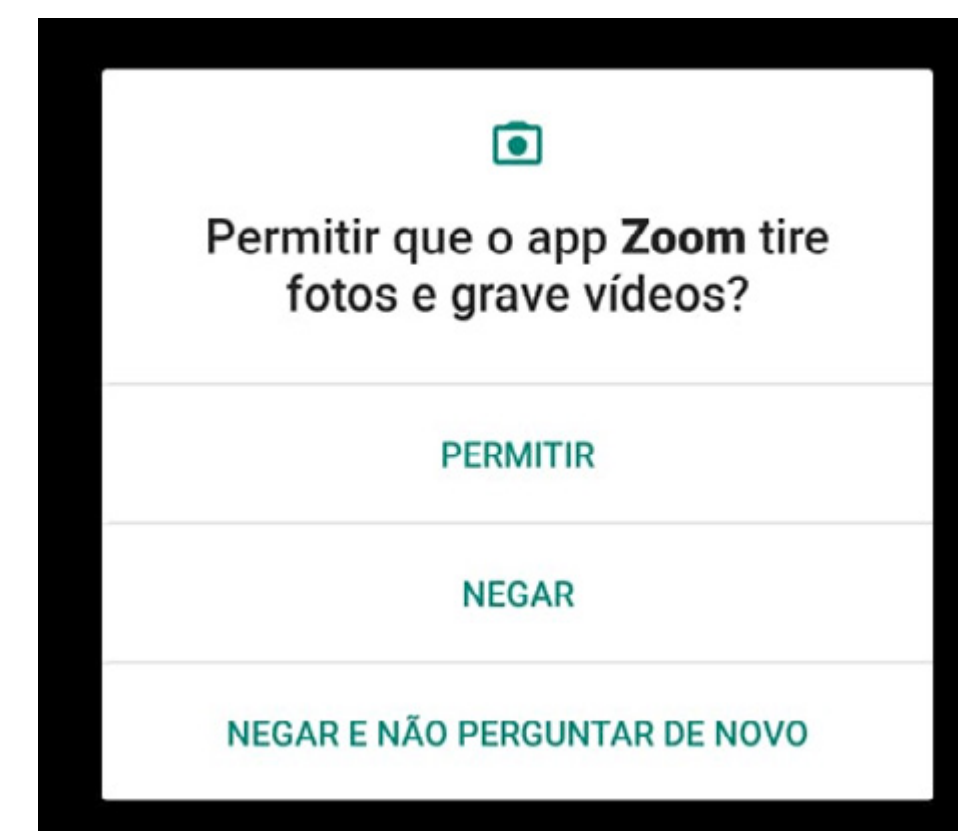 Permitir que o app Zoom tire
fotos e grave vídeos?
PERMITIR
NEGAR
NEGAR E NÃO PERGUNTAR DE NOVO